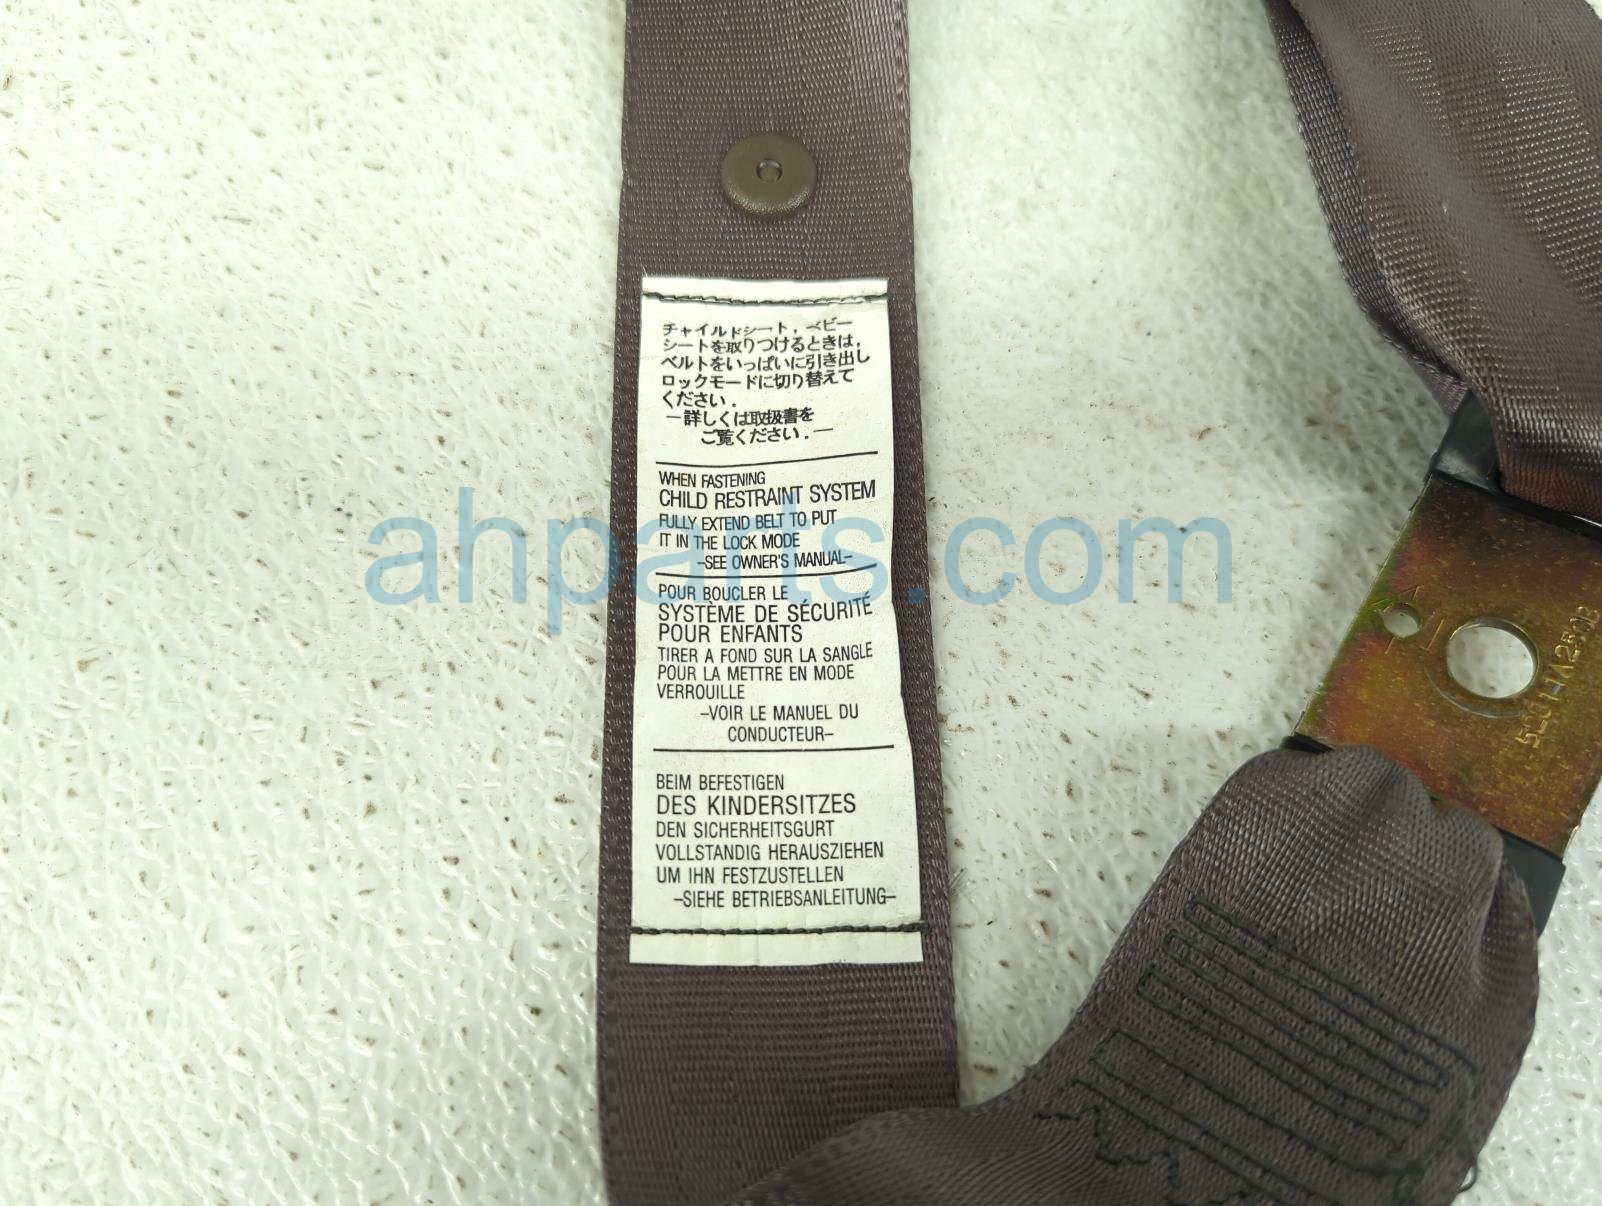 チャイルドシート，ベビー
シートを取りつけるときは，
ベルトをいっぱいに引き出し
ロックモードに切り替えて
ください．
―詳しくは取扱書を
ご覧ください．―
WHEN FASTENING
CHILD RESTRAINT SYSTEM
FULLY EXTEND BELT TO PUT
IT IN THE LOCK MODE
–SEE OWNER'S MANUAL–
POUR BOUCLER LE
SYSTÈME DE SÉCURITÉ
POUR ENFANTS
TIRER A FOND SUR LA SANGLE
POUR LA METTRE EN MODE
VERROUILLE
–VOIR LE MANUEL DU
CONDUCTEUR–
BEIM BEFESTIGEN
DES KINDERSITZES
DEN SICHERHEITSGURT
VOLLSTANDIG HERAUSZIEHEN
UM IHN FESTZUSTELLEN
–SIEHE BETRIEBSANLEITUNG–
ahparts.com